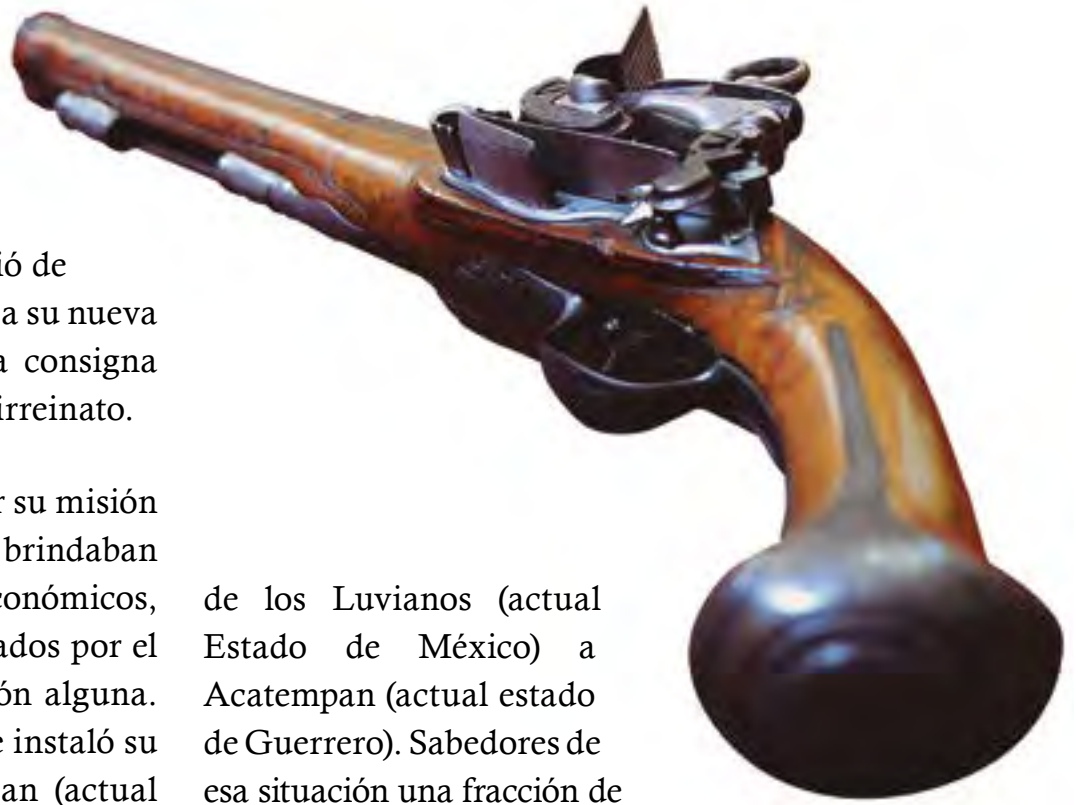 ió de
a su nueva
a consigna
irreinato.
r su misión
brindaban
conómicos,
ados por el
ón alguna.
e instaló su
an (actual
de los Luvianos (actual
Estado de México) a
Acatempan (actual estado
de Guerrero). Sabedores de
esa situación una fracción de